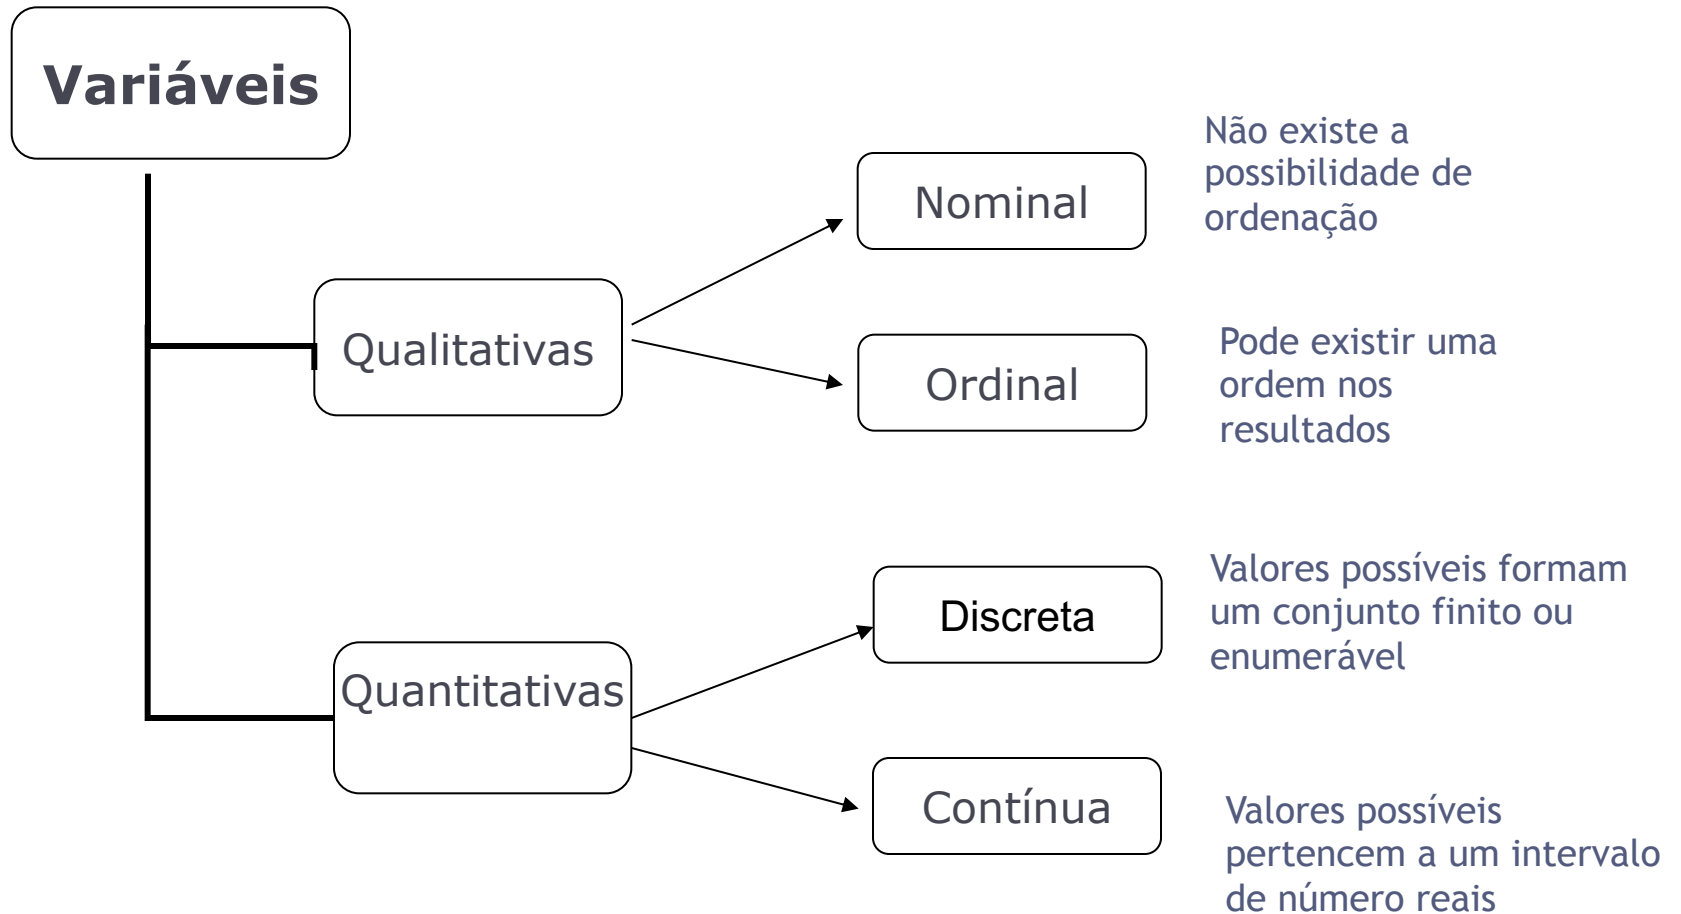 Variáveis
Qualitativas
Nominal
Não existe a
possibilidade de
ordenação
Ordinal
Pode existir uma
ordem nos
resultados
Quantitativas
Discreta
Valores possíveis formam
um conjunto finito ou
enumerável
Contínua
Valores possíveis
pertencem a um intervalo
de número reais